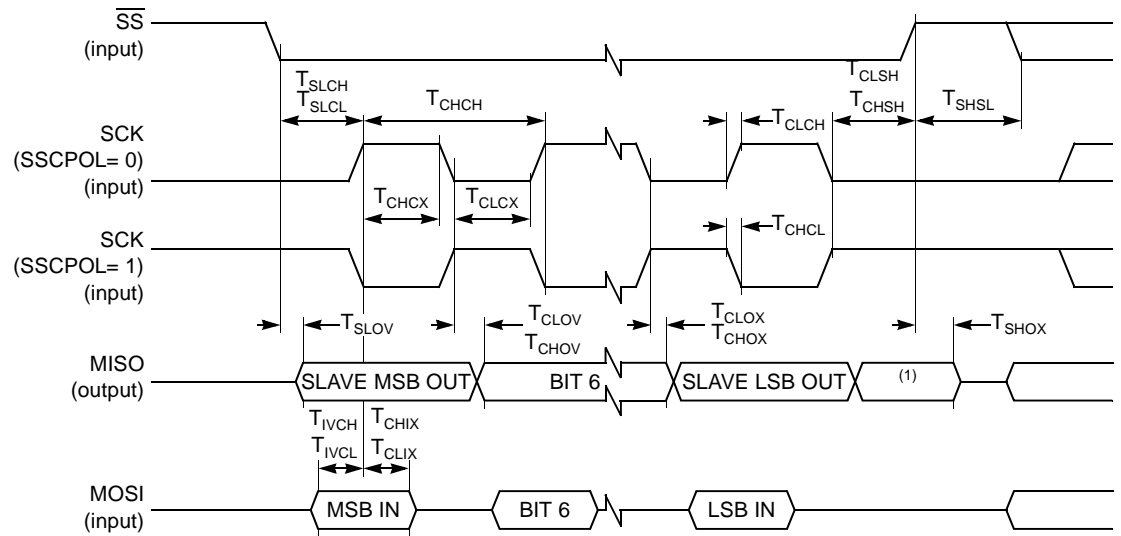 SS
(input)
TSLCH
TSLCL
TCHCH
TCLCH
TCLSH
TCHSH
TSHSL
SCK
(SSCPOL= 0)
(input)
TCHCX
TCLCX
TCHCL
SCK
(SSCPOL= 1)
(input)
TSLOV
TCLOV
TCHOV
TCLOX
TCHOX
TSHOX
MISO
(output)
SLAVE MSB OUT
BIT 6
SLAVE LSB OUT
(1)
TIVCH
TIVCL
TCHIX
TCLIX
MOSI
(input)
MSB IN
BIT 6
LSB IN